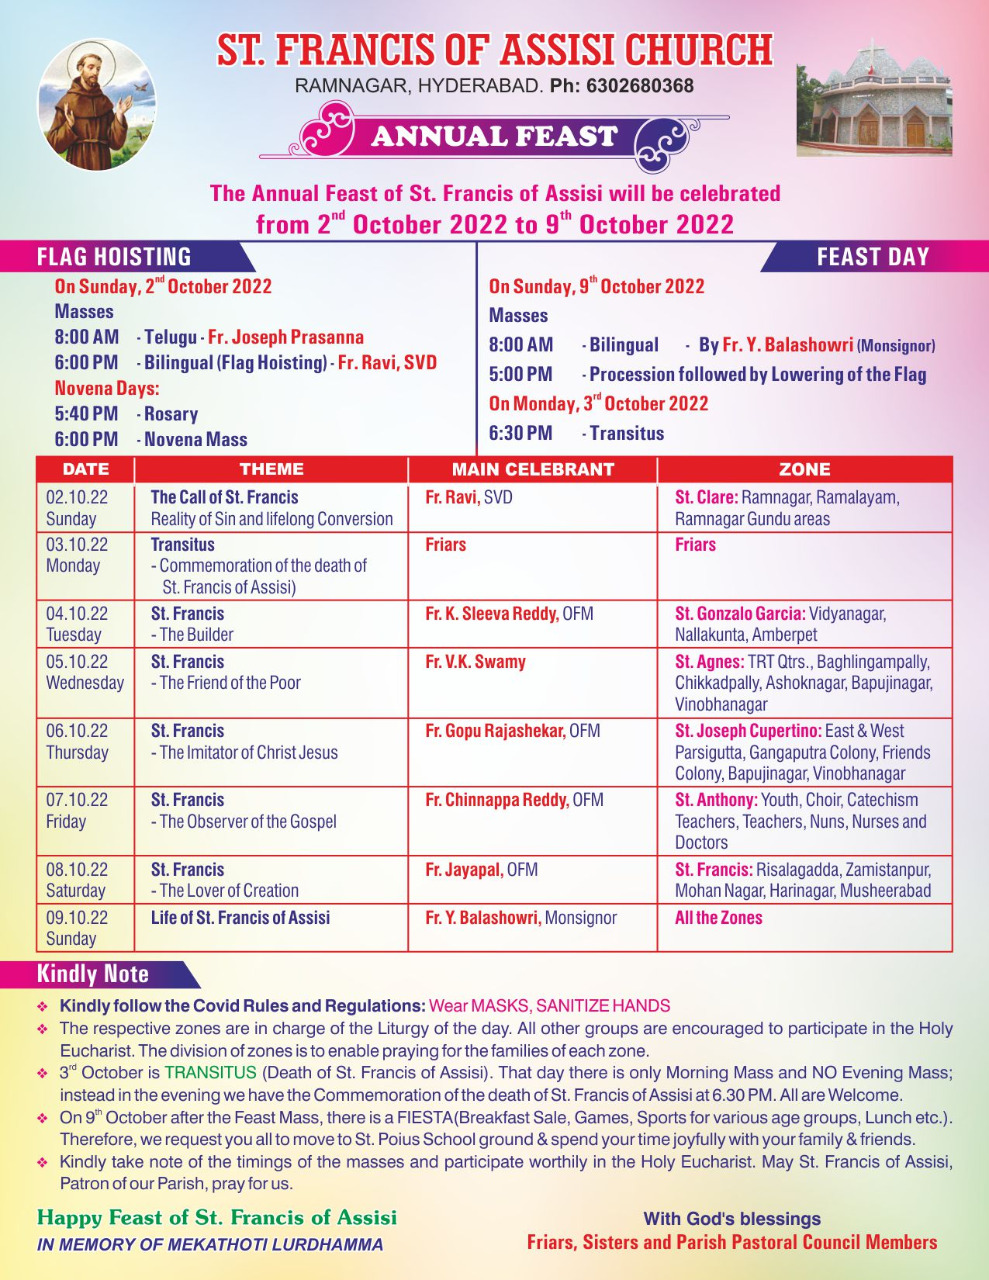 ST. FRANCIS OF ASSISI CHURCH
RAMNAGAR, HYDERABAD. Ph: 6302680368
ANNUAL FEAST
The Annual Feast of St. Francis of Assisi will be celebrated
from 2nd October 2022 to 9th October 2022
FLAG HOISTING
On Sunday, 2nd October 2022
Masses
8:00 AM - Telugu - Fr. Joseph Prasanna
6:00 PM - Bilingual (Flag Hoisting) - Fr. Ravi, SVD
Novena Days:
5:40 PM - Rosary
6:00 PM - Novena Mass
FEAST DAY
On Sunday, 9th October 2022
Masses
8:00 AM - Bilingual - By Fr. Y. Balashowri (Monsignor)
5:00 PM - Procession followed by Lowering of the Flag
On Monday, 3rd October 2022
6:30 PM - Transitus
DATE THEME MAIN CELEBRANT ZONE
02.10.22 The Call of St. Francis Fr. Ravi, SVD St. Clare: Ramnagar, Ramalayam,
Sunday Reality of Sin and lifelong Conversion Ramnagar Gundu areas
03.10.22 Transitus Friars Friars
Monday - Commemoration of the death of
St. Francis of Assisi)
04.10.22 St. Francis Fr. K. Sleeva Reddy, OFM St. Gonzalo Garcia: Vidyanagar,
Tuesday - The Builder Nallakunta, Amberpet
05.10.22 St. Francis Fr. V.K. Swamy St. Agnes: TRT Qtrs., Baghlingampally,
Wednesday - The Friend of the Poor Chikkadpally, Ashoknagar, Bapujinagar,
Vinobhanagar
06.10.22 St. Francis Fr. Gopu Rajashekar, OFM St. Joseph Cupertino: East & West
Thursday - The Imitator of Christ Jesus Parsigutta, Gangaputra Colony, Friends
Colony, Bapujinagar, Vinobhanagar
07.10.22 St. Francis Fr. Chinnappa Reddy, OFM St. Anthony: Youth, Choir, Catechism
Friday - The Observer of the Gospel Teachers, Teachers, Nuns, Nurses and
Doctors
08.10.22 St. Francis Fr. Jayapal, OFM St. Francis: Risalagadda, Zamistanpur,
Saturday - The Lover of Creation Mohan Nagar, Harinagar, Musheerabad
09.10.22 Life of St. Francis of Assisi Fr. Y. Balashowri, Monsignor All the Zones
Sunday
Kindly Note
❖ Kindly follow the Covid Rules and Regulations: Wear MASKS, SANITIZE HANDS
❖ The respective zones are in charge of the Liturgy of the day. All other groups are encouraged to participate in the Holy
Eucharist. The division of zones is to enable praying for the families of each zone.
❖ 3rd October is TRANSITUS (Death of St. Francis of Assisi). That day there is only Morning Mass and NO Evening Mass;
instead in the evening we have the Commemoration of the death of St. Francis of Assisi at 6.30 PM. All are Welcome.
❖ On 9th October after the Feast Mass, there is a FIESTA(Breakfast Sale, Games, Sports for various age groups, Lunch etc.).
Therefore, we request you all to move to St. Poius School ground & spend your time joyfully with your family & friends.
❖ Kindly take note of the timings of the masses and participate worthily in the Holy Eucharist. May St. Francis of Assisi,
Patron of our Parish, pray for us.
Happy Feast of St. Francis of Assisi
IN MEMORY OF MEKATHOTI LURDHAMMA
With God's blessings
Friars, Sisters and Parish Pastoral Council Members